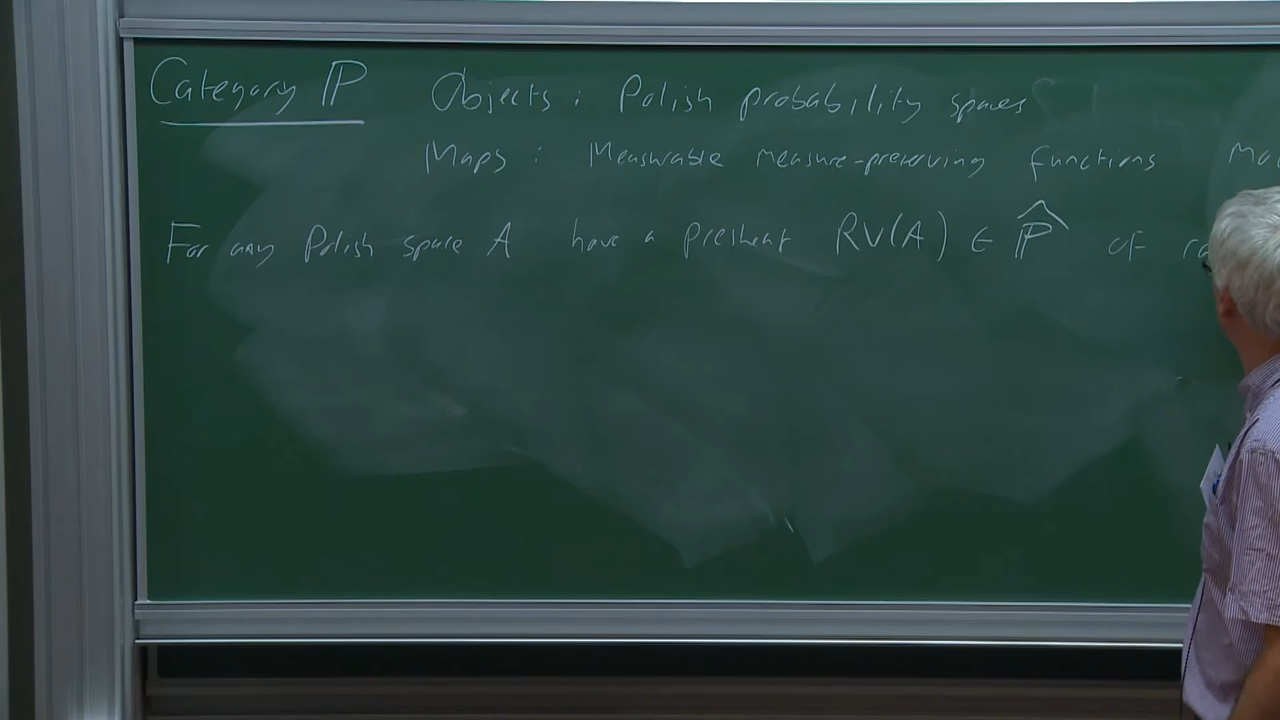 Category ℙ Objects : Polish probability spaces
Maps : Measurable measure-preserving functions
For any Polish space A have a presheaf RV(A) ∈ ℙ̂ of